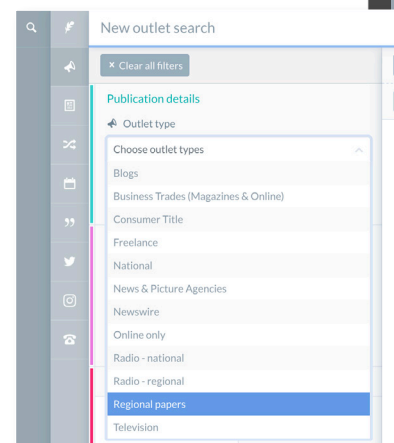 New outlet search
× Clear all filters
Publication details
Outlet type
Choose outlet types
Blogs
Business Trades (Magazines & Online)
Consumer Title
Freelance
National
News & Picture Agencies
Newswire
Online only
Radio - national
Radio - regional
Regional papers
Television